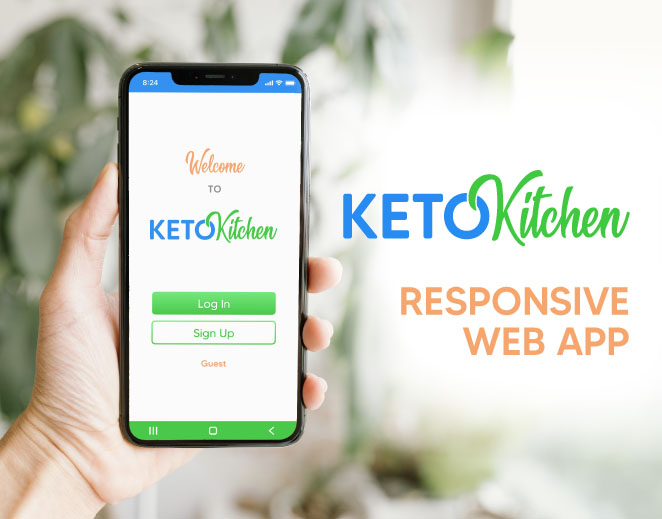 8:24
Welcome
TO
KETOKitchen
Log In
Sign Up
Guest
KETOKitchen
RESPONSIVE
WEB APP